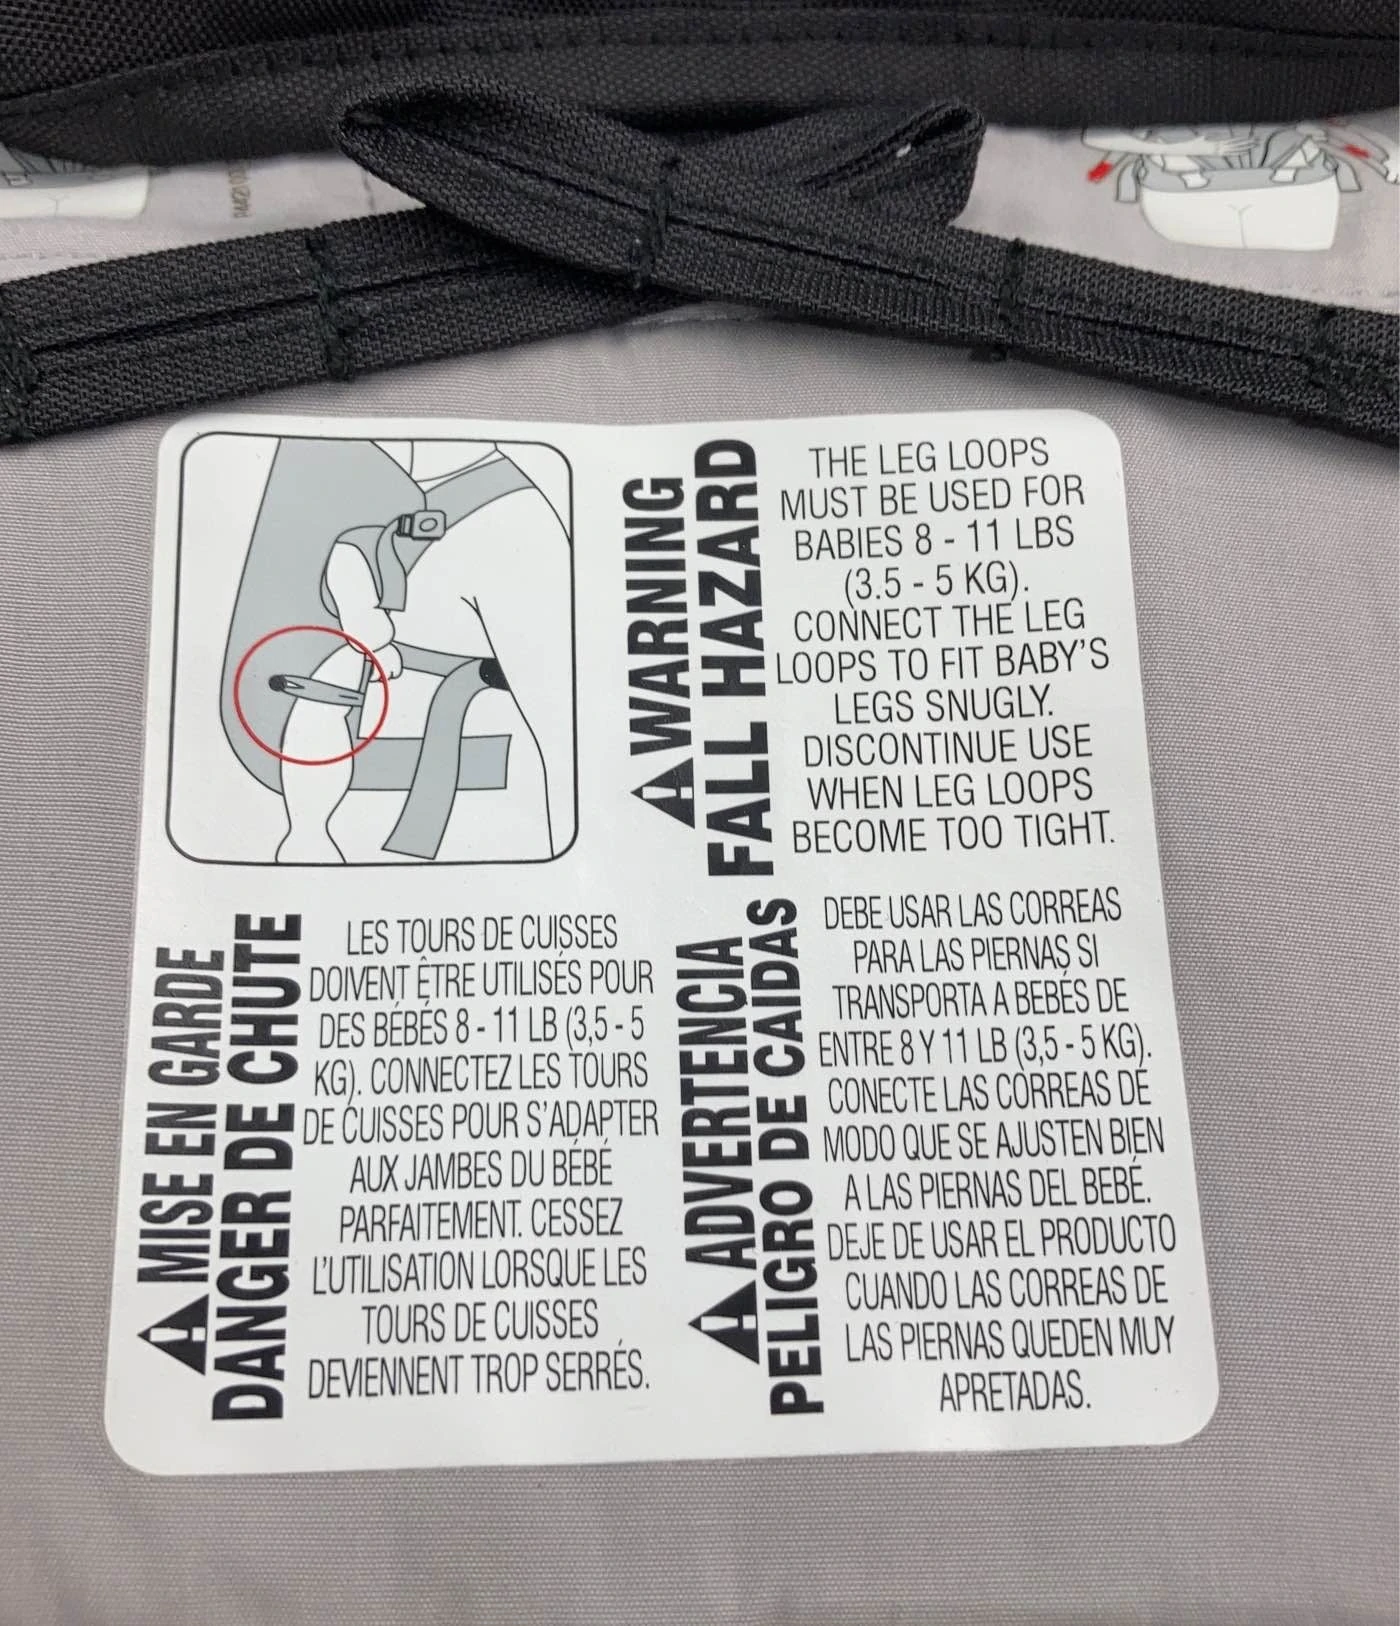 WARNING
FALL HAZARD
THE LEG LOOPS
MUST BE USED FOR
BABIES 8 - 11 LBS
(3.5 - 5 KG).
CONNECT THE LEG
LOOPS TO FIT BABY'S
LEGS SNUGLY.
DISCONTINUE USE
WHEN LEG LOOPS
BECOME TOO TIGHT.
MISE EN GARDE
DANGER DE CHUTE
LES TOURS DE CUISSES
DOIVENT ÊTRE UTILISÉS POUR
DES BÉBÉS 8 - 11 LB (3,5 - 5
KG). CONNECTEZ LES TOURS
DE CUISSES POUR S'ADAPTER
AUX JAMBES DU BÉBÉ
PARFAITEMENT. CESSEZ
L'UTILISATION LORSQUE LES
TOURS DE CUISSES
DEVIENNENT TROP SERRÉS.
ADVERTENCIA
PELIGRO DE CAIDAS
DEBE USAR LAS CORREAS
PARA LAS PIERNAS SI
TRANSPORTA A BEBÉS DE
ENTRE 8 Y 11 LB (3,5 - 5 KG).
CONECTE LAS CORREAS DE
MODO QUE SE AJUSTEN BIEN
A LAS PIERNAS DEL BEBÉ.
DEJE DE USAR EL PRODUCTO
CUANDO LAS CORREAS DE
LAS PIERNAS QUEDEN MUY
APRETADAS.